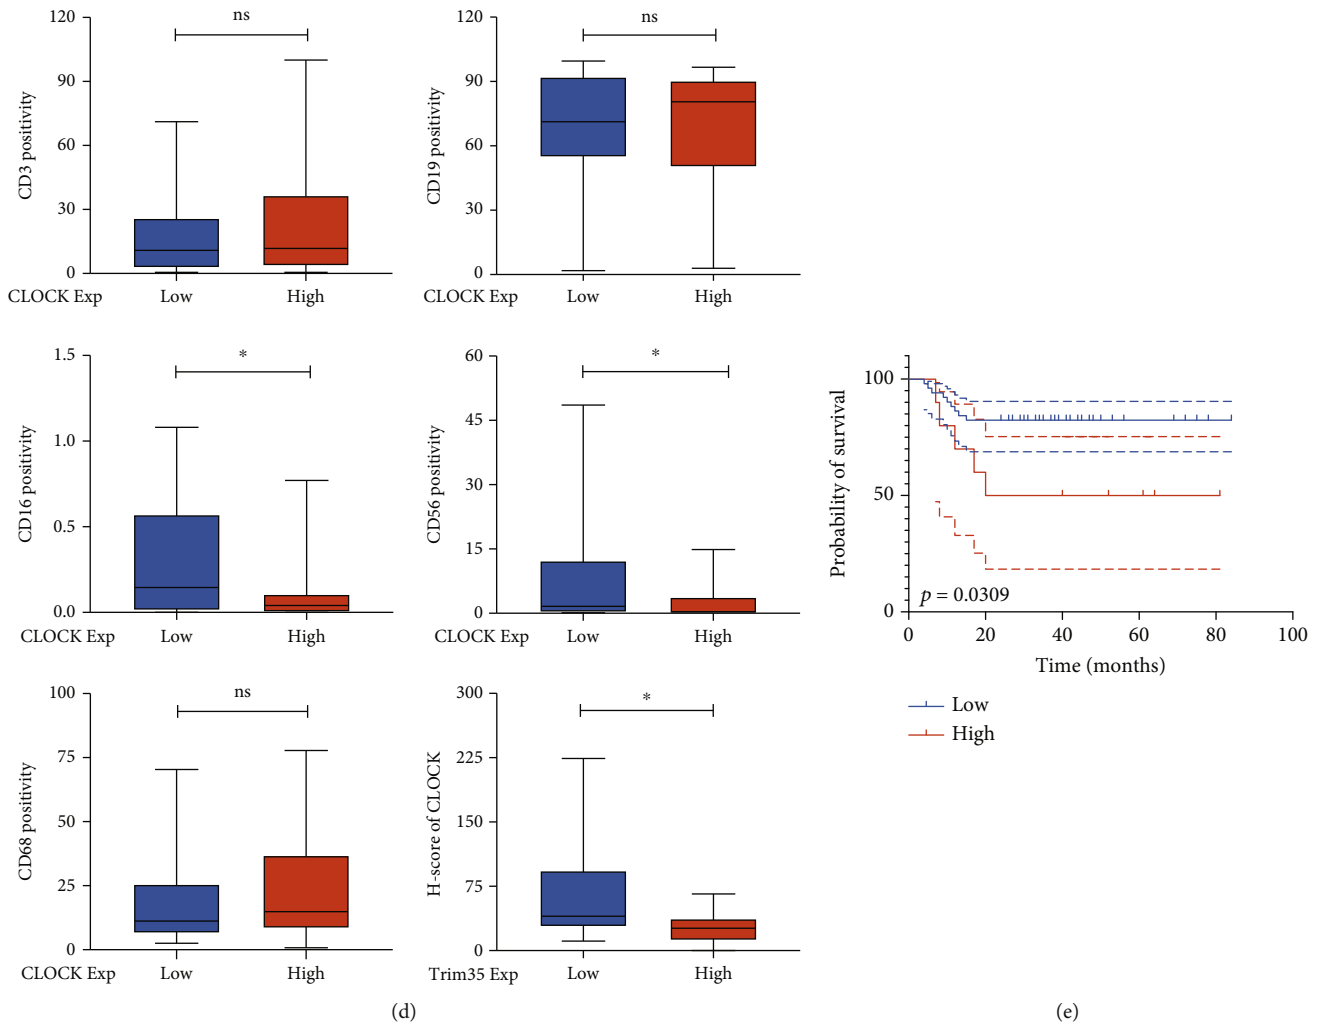 120
90
60
30
0
CD3 positivity
ns
CLOCK Exp
Low
High
120
90
60
30
0
CD19 positivity
ns
CLOCK Exp
Low
High
1.5
1.0
0.5
0.0
CD16 positivity
*
CLOCK Exp
Low
High
60
45
30
15
0
CD56 positivity
*
CLOCK Exp
Low
High
100
75
50
25
0
CD68 positivity
ns
CLOCK Exp
Low
High
300
225
150
75
0
H-score of CLOCK
*
Trim35 Exp
Low
High
(d)
100
50
0
Probability of survival
p = 0.0309
0 20 40 60 80 100
Time (months)
Low
High
(e)